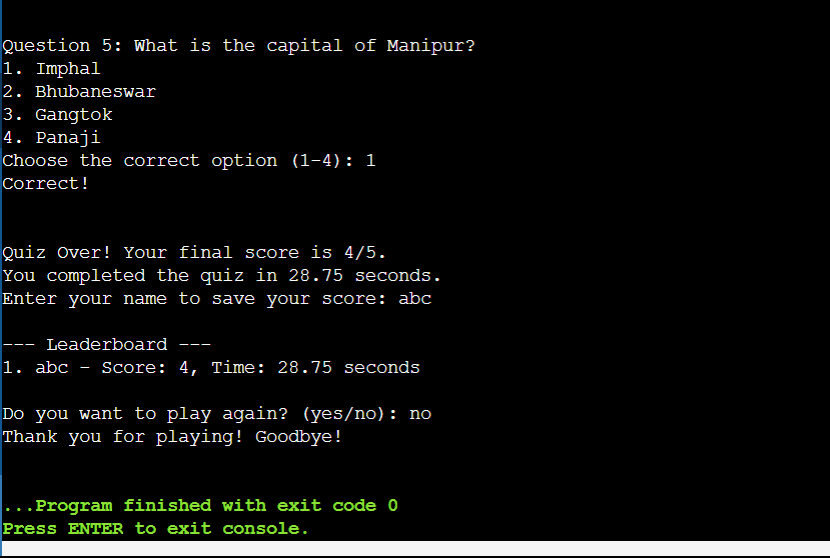 Question 5: What is the capital of Manipur?
1. Imphal
2. Bhubaneswar
3. Gangtok
4. Panaji
Choose the correct option (1-4): 1
Correct!
Quiz Over! Your final score is 4/5.
You completed the quiz in 28.75 seconds.
Enter your name to save your score: abc
--- Leaderboard ---
1. abc - Score: 4, Time: 28.75 seconds
Do you want to play again? (yes/no): no
Thank you for playing! Goodbye!
...Program finished with exit code 0
Press ENTER to exit console.